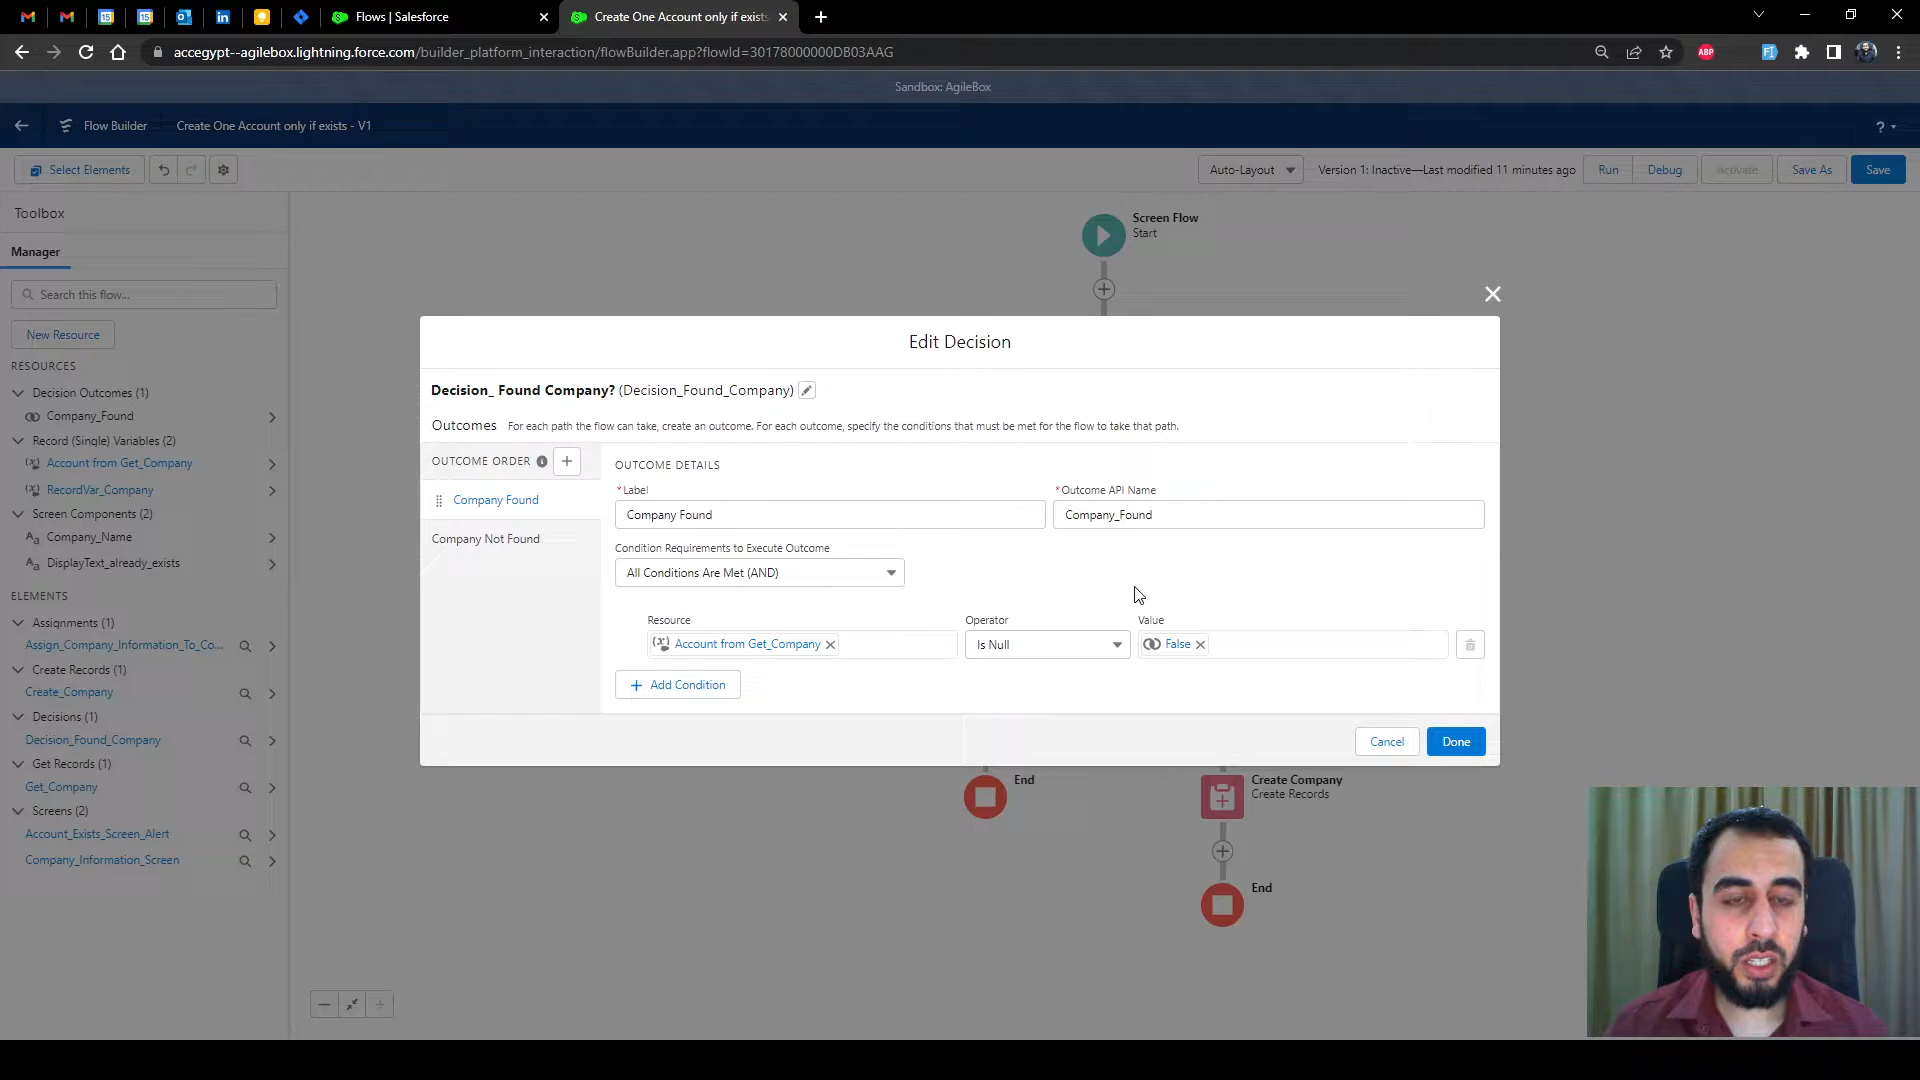 Flows | Salesforce
Create One Account only if exists
accegypt--agilebox.lightning.force.com/builder_platform_interaction/flowBuilder.app?flowId=30178000000DB03AAG
ABP
Sandbox: AgileBox
Flow Builder
Create One Account only if exists - V1
?
Select Elements
Auto-Layout
Version 1: Inactive—Last modified 11 minutes ago
Run
Debug
Activate
Save As
Save
Toolbox
Manager
Search this flow...
New Resource
RESOURCES
Decision Outcomes (1)
Company_Found
Record (Single) Variables (2)
Account from Get_Company
RecordVar_Company
Screen Components (2)
Company_Name
DisplayText_already_exists
ELEMENTS
Assignments (1)
Assign_Company_Information_To_Co...
Create Records (1)
Create_Company
Decisions (1)
Decision_Found_Company
Get Records (1)
Get_Company
Screens (2)
Account_Exists_Screen_Alert
Company_Information_Screen
Screen Flow
Start
Edit Decision
Decision_ Found Company? (Decision_Found_Company)
Outcomes For each path the flow can take, create an outcome. For each outcome, specify the conditions that must be met for the flow to take that path.
OUTCOME ORDER
Company Found
Company Not Found
OUTCOME DETAILS
*Label
Company Found
*Outcome API Name
Company_Found
Condition Requirements to Execute Outcome
All Conditions Are Met (AND)
Resource
Operator
Value
Account from Get_Company
Is Null
False
Add Condition
Cancel
Done
End
Create Company
Create Records
End